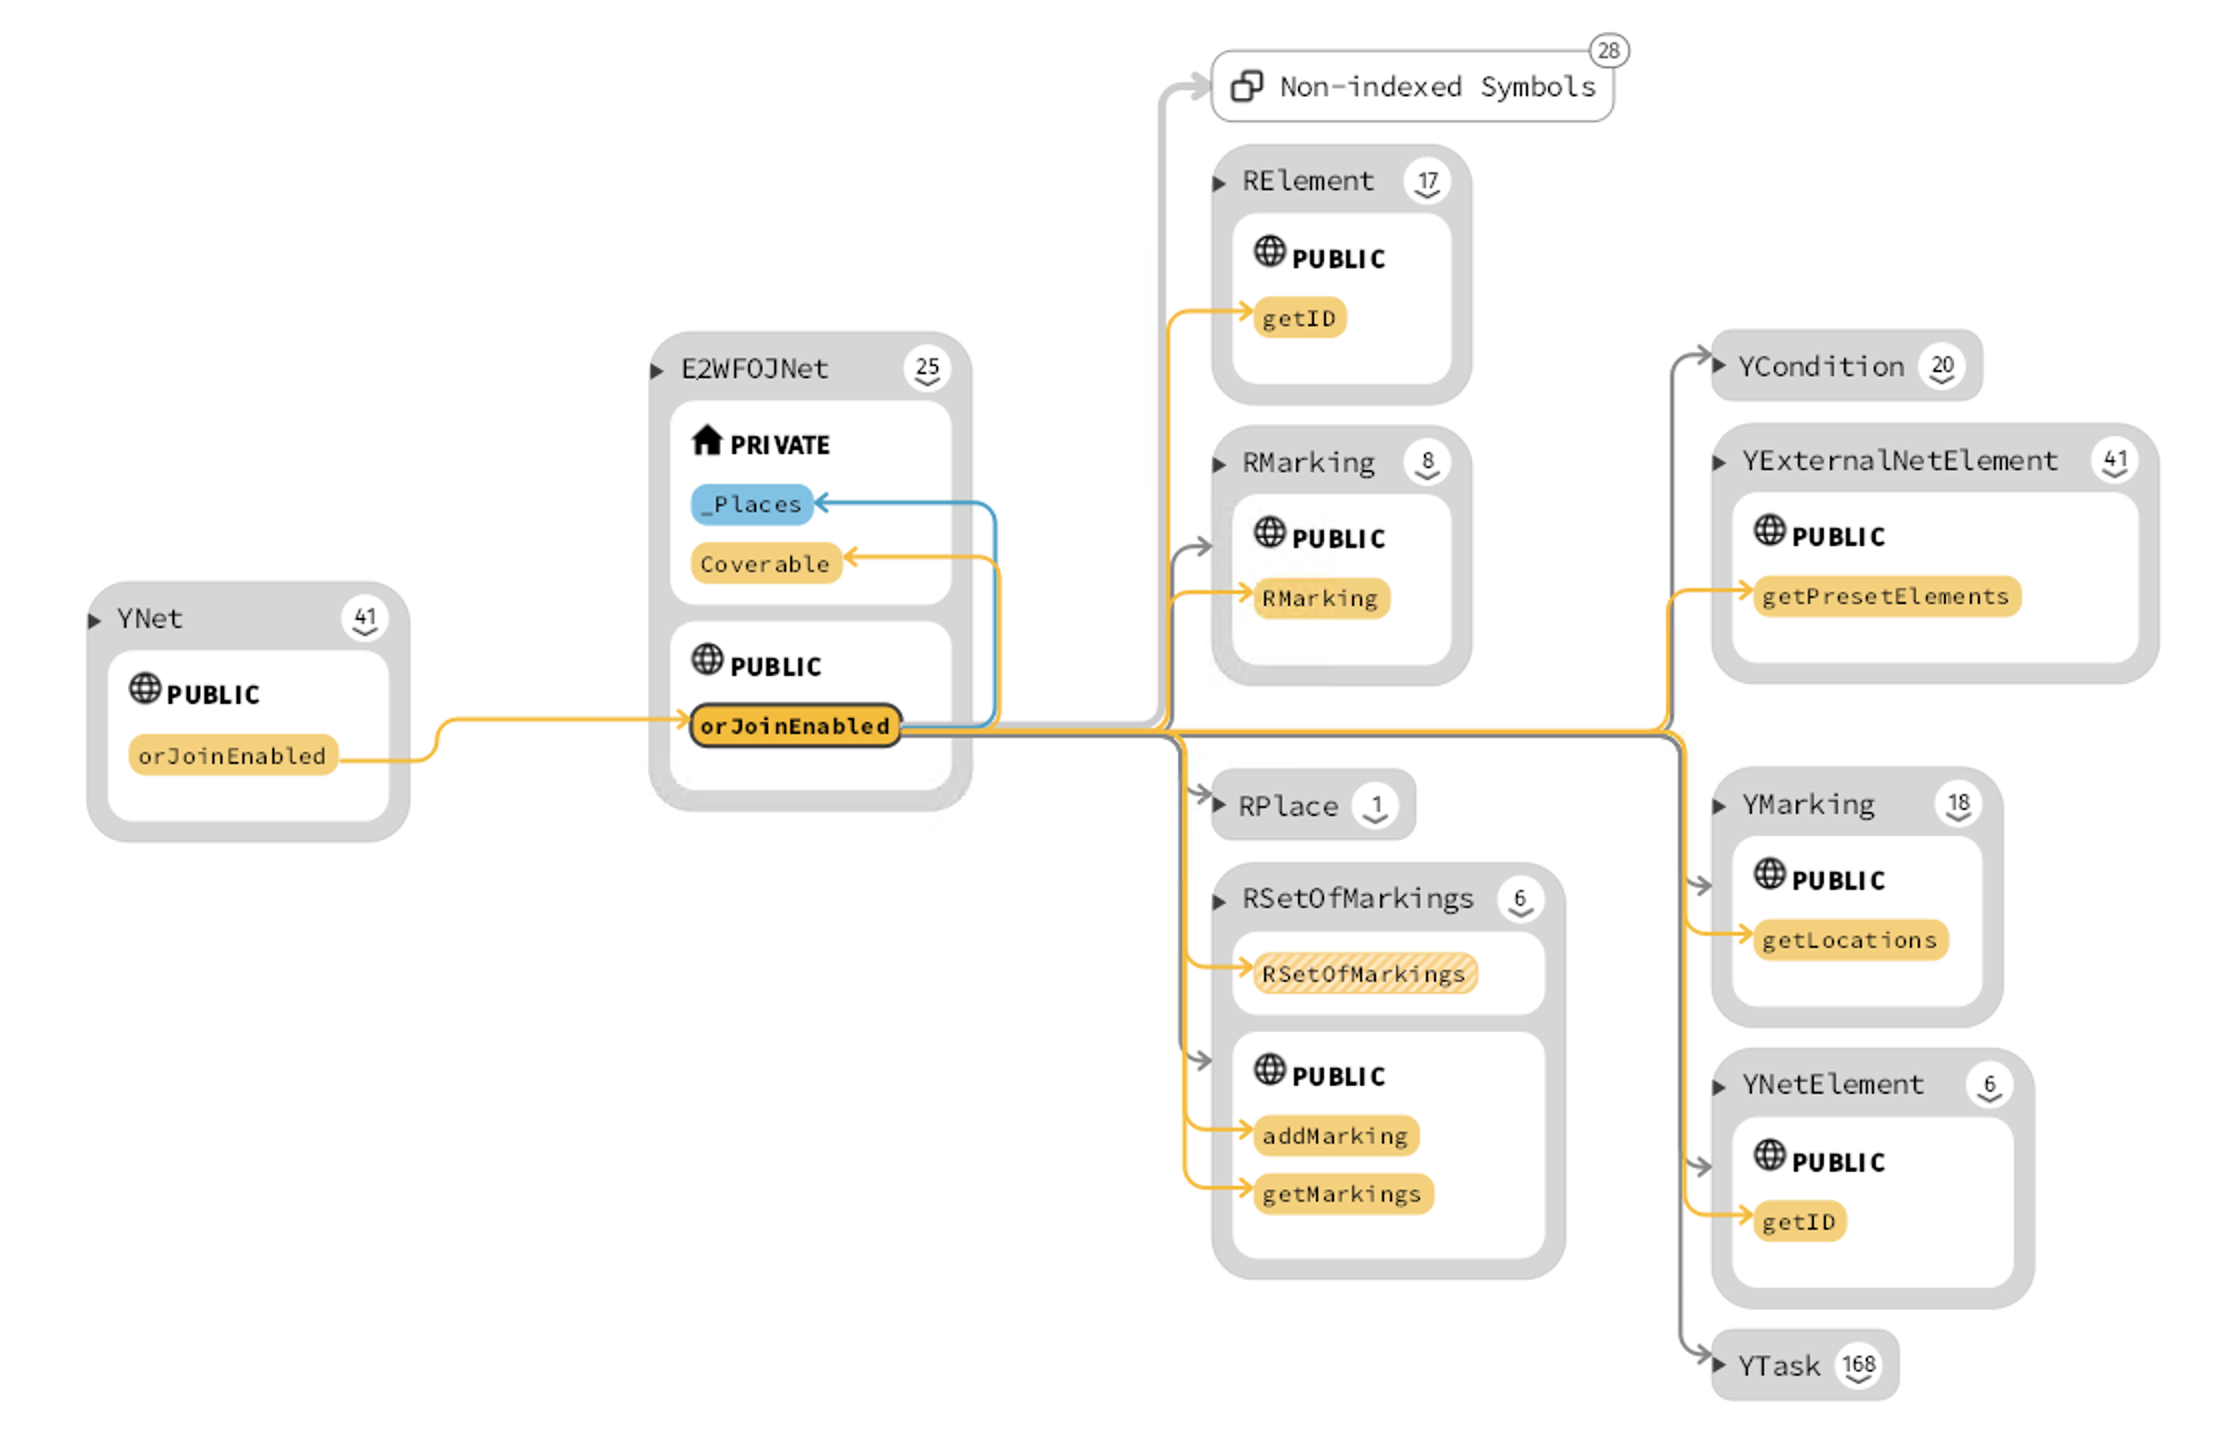 YNet 41
PUBLIC
orJoinEnabled
E2WFOJNet 25
PRIVATE
_Places
Coverable
PUBLIC
orJoinEnabled
28
Non-indexed Symbols
RElement 17
PUBLIC
getID
RMarking 8
PUBLIC
RMarking
RPlace 1
RSetOfMarkings 6
RSetOfMarkings
PUBLIC
addMarking
getMarkings
YCondition 20
YExternalNetElement 41
PUBLIC
getPresetElements
YMarking 18
PUBLIC
getLocations
YNetElement 6
PUBLIC
getID
YTask 168